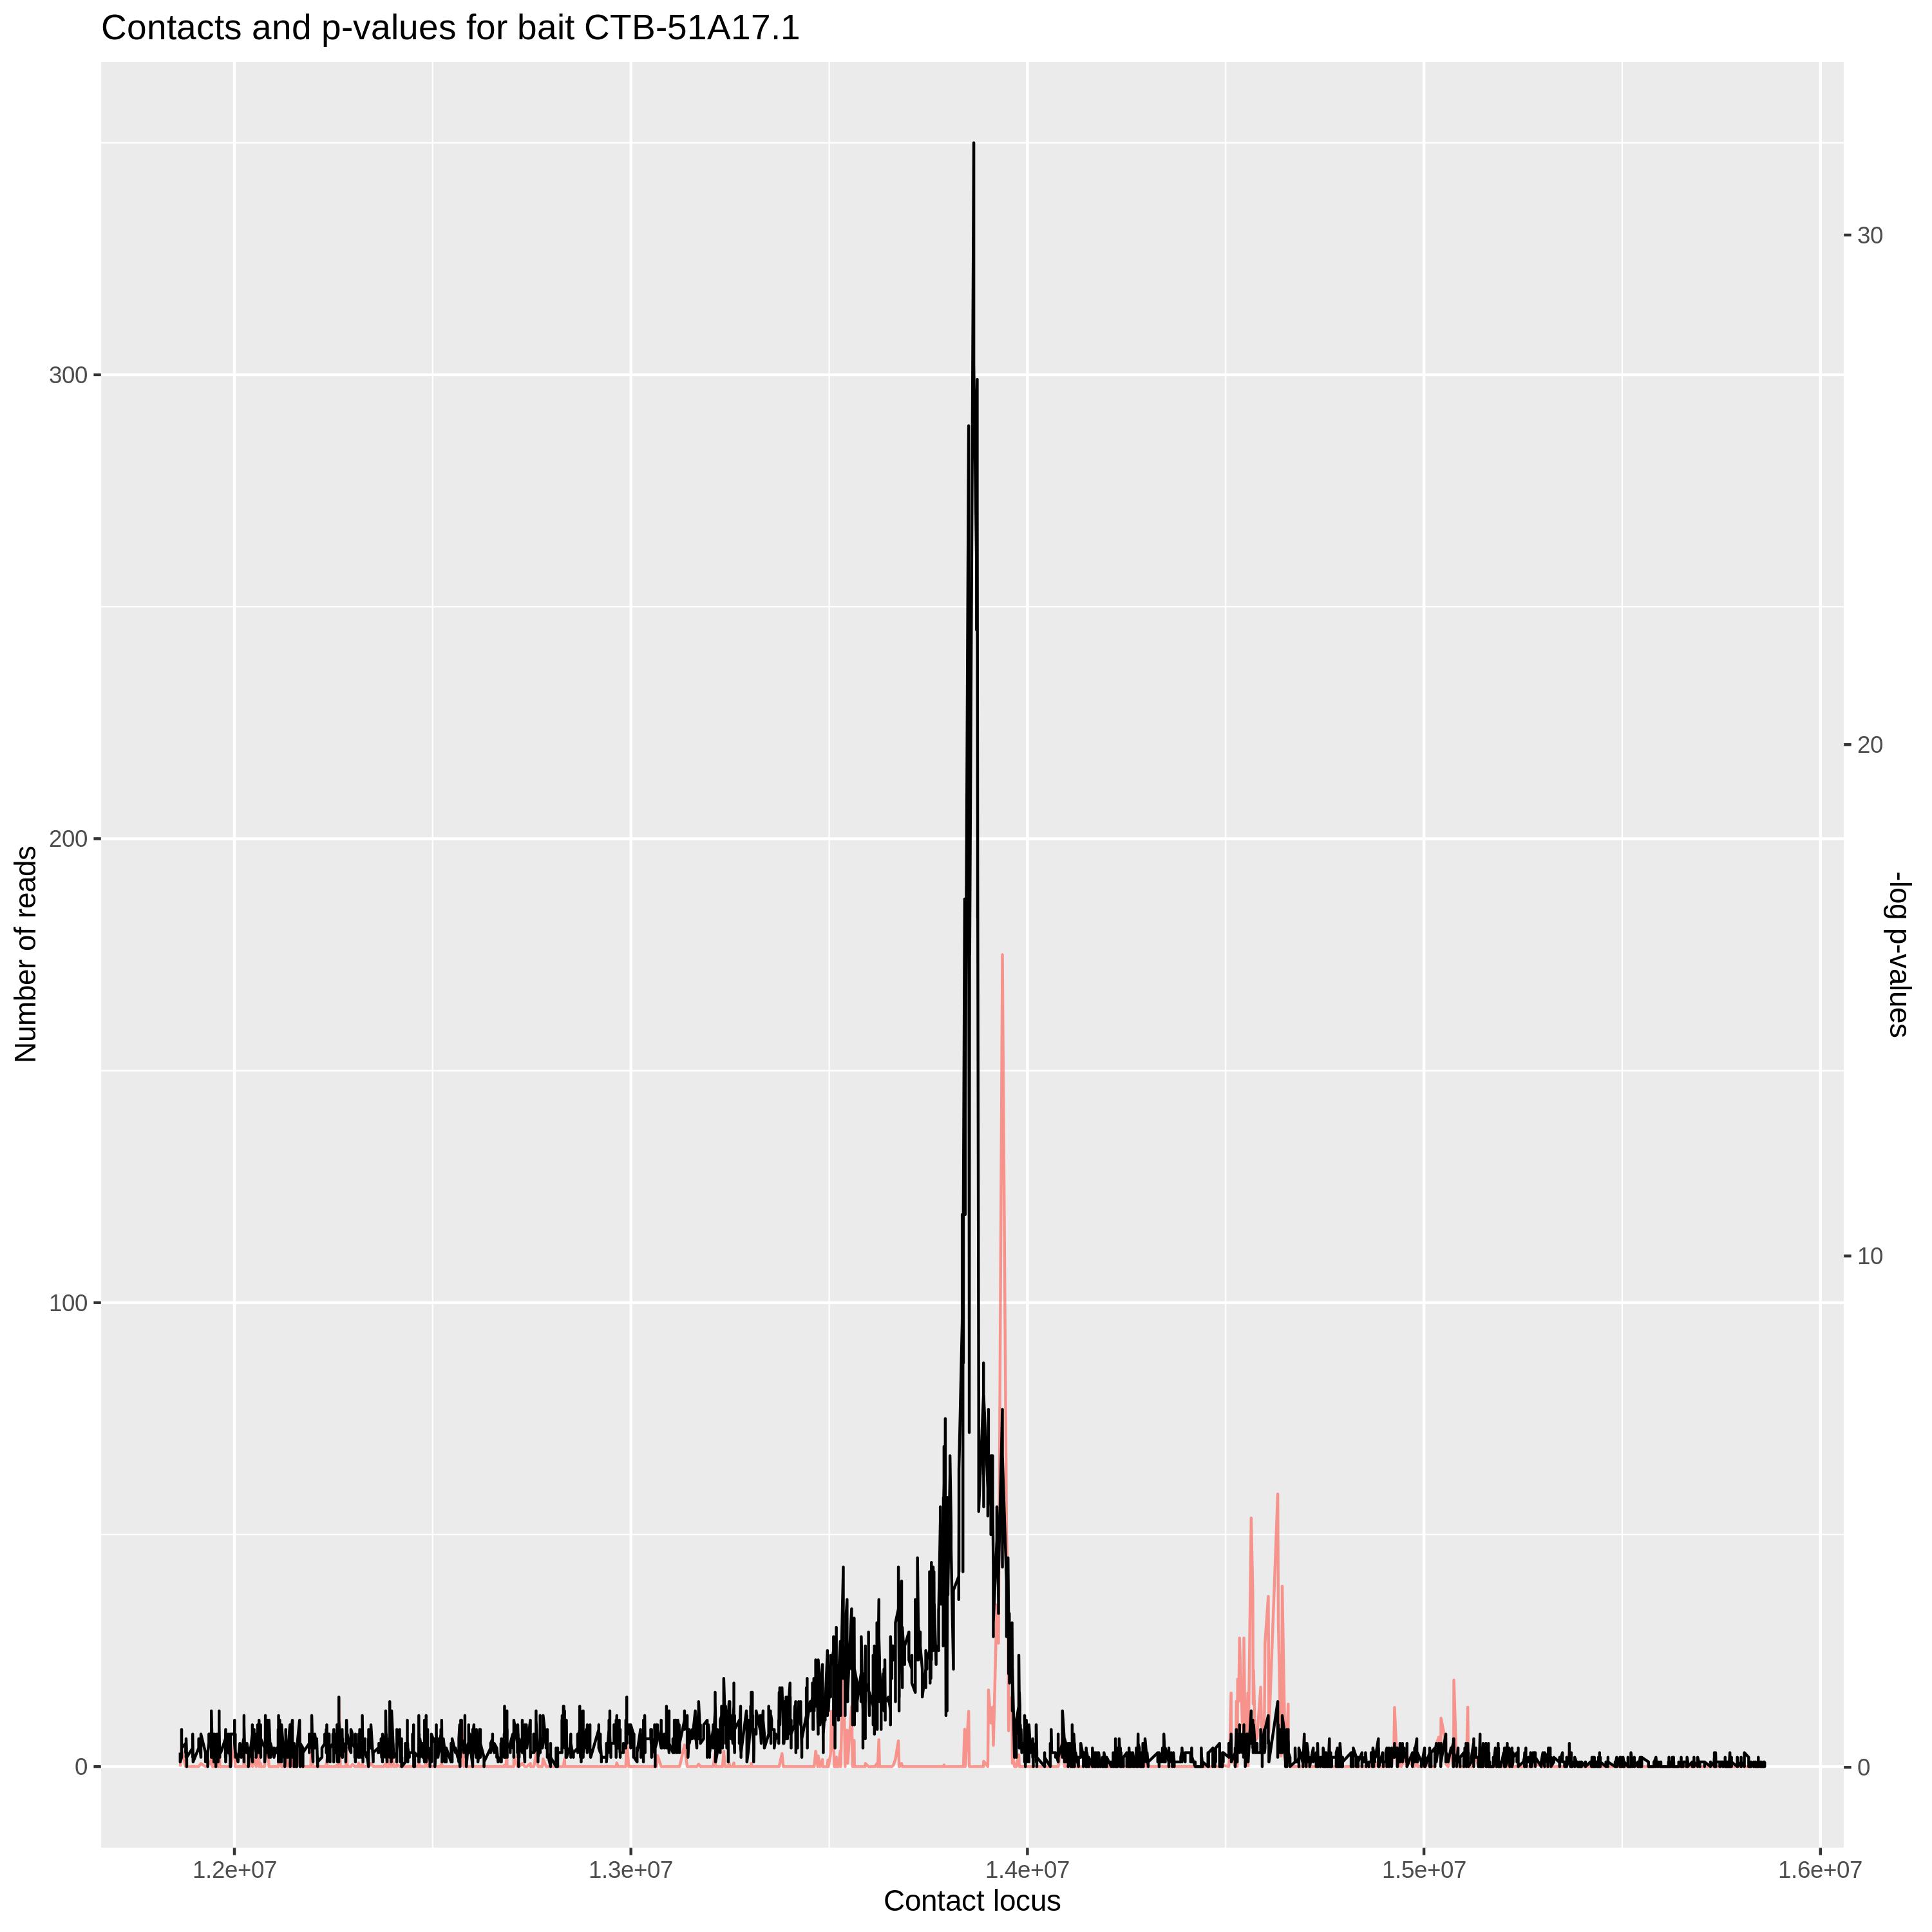 Contacts and p-values for bait CTB-51A17.1
300
200
100
0
30
20
10
0
Number of reads
-log p-values
1.2e+07 1.3e+07 1.4e+07 1.5e+07 1.6e+07
Contact locus